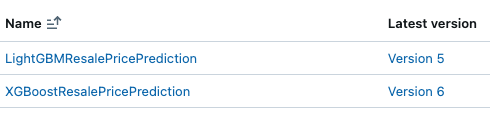 Name Latest version
LightGBMResalePricePrediction Version 5
XGBoostResalePricePrediction Version 6